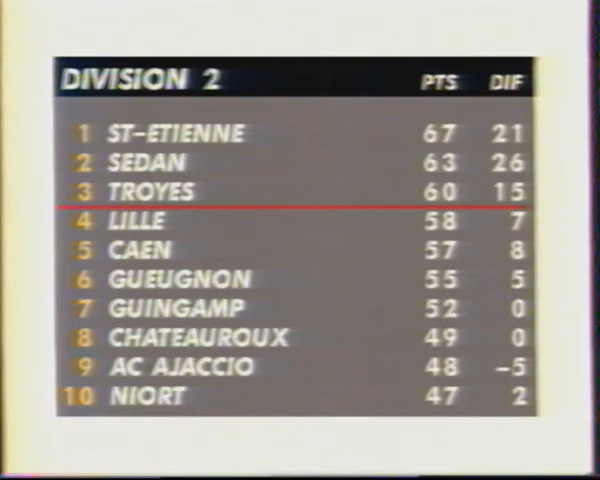 DIVISION 2 PTS DIF
1 ST-ETIENNE 67 21
2 SEDAN 63 26
3 TROYES 60 15
4 LILLE 58 7
5 CAEN 57 8
6 GUEUGNON 55 5
7 GUINGAMP 52 0
8 CHATEAUROUX 49 0
9 AC AJACCIO 48 -5
10 NIORT 47 2